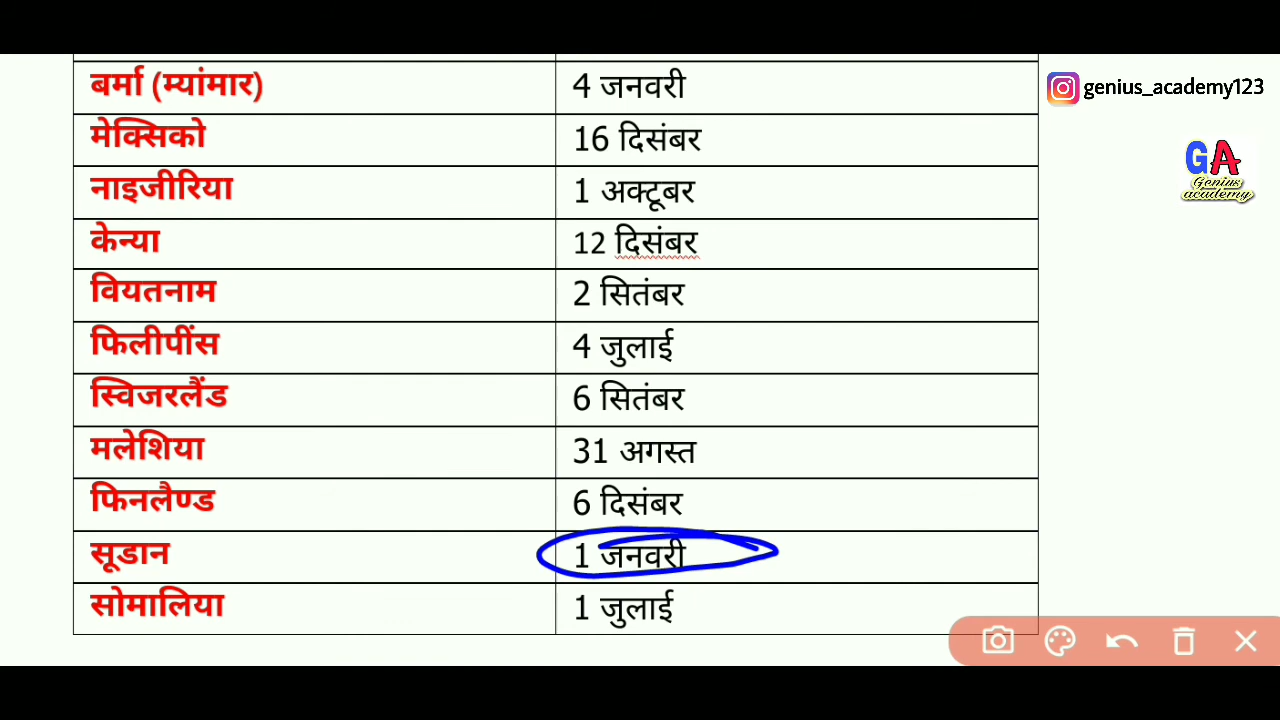 बर्मा (म्यांमार) 4 जनवरी
genius_academy123
मेक्सिको 16 दिसंबर
GA
Genius
academy
नाइजीरिया 1 अक्टूबर
केन्या 12 दिसंबर
वियतनाम 2 सितंबर
फिलीपींस 4 जुलाई
स्विजरलैंड 6 सितंबर
मलेशिया 31 अगस्त
फिनलैण्ड 6 दिसंबर
सूडान 1 जनवरी
सोमालिया 1 जुलाई